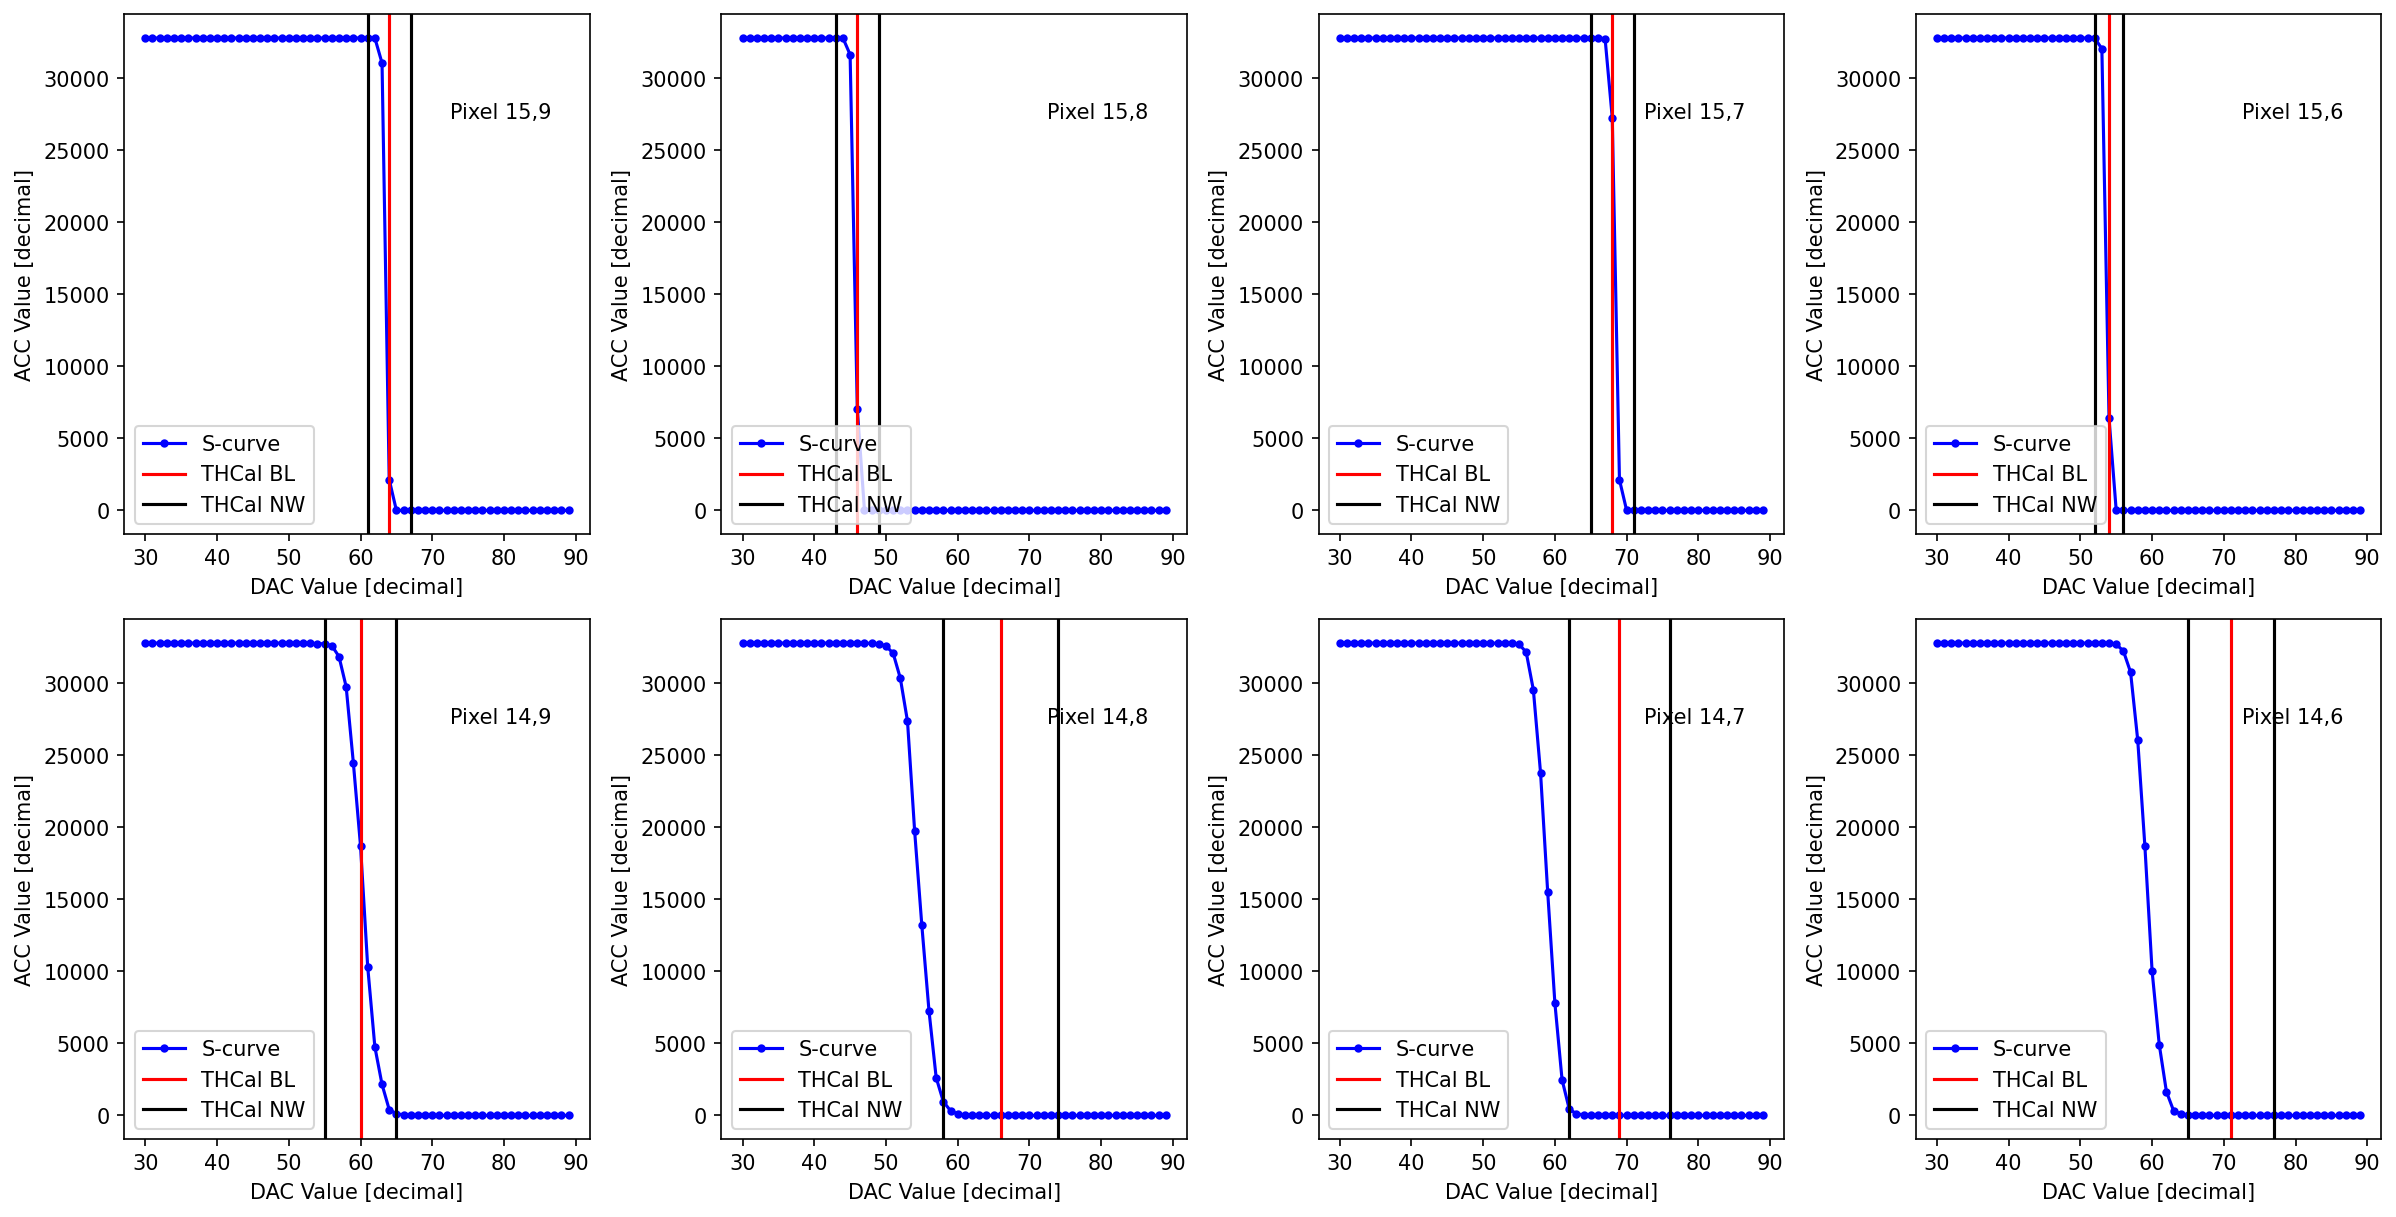 ACC Value [decimal]
30000
25000
20000
15000
10000
5000
0
Pixel 15,9
S-curve
THCal BL
THCal NW
30 40 50 60 70 80 90
DAC Value [decimal]
ACC Value [decimal]
30000
25000
20000
15000
10000
5000
0
Pixel 15,8
S-curve
THCal BL
THCal NW
30 40 50 60 70 80 90
DAC Value [decimal]
ACC Value [decimal]
30000
25000
20000
15000
10000
5000
0
Pixel 15,7
S-curve
THCal BL
THCal NW
30 40 50 60 70 80 90
DAC Value [decimal]
ACC Value [decimal]
30000
25000
20000
15000
10000
5000
0
Pixel 15,6
S-curve
THCal BL
THCal NW
30 40 50 60 70 80 90
DAC Value [decimal]
ACC Value [decimal]
30000
25000
20000
15000
10000
5000
0
Pixel 14,9
S-curve
THCal BL
THCal NW
30 40 50 60 70 80 90
DAC Value [decimal]
ACC Value [decimal]
30000
25000
20000
15000
10000
5000
0
Pixel 14,8
S-curve
THCal BL
THCal NW
30 40 50 60 70 80 90
DAC Value [decimal]
ACC Value [decimal]
30000
25000
20000
15000
10000
5000
0
Pixel 14,7
S-curve
THCal BL
THCal NW
30 40 50 60 70 80 90
DAC Value [decimal]
ACC Value [decimal]
30000
25000
20000
15000
10000
5000
0
Pixel 14,6
S-curve
THCal BL
THCal NW
30 40 50 60 70 80 90
DAC Value [decimal]